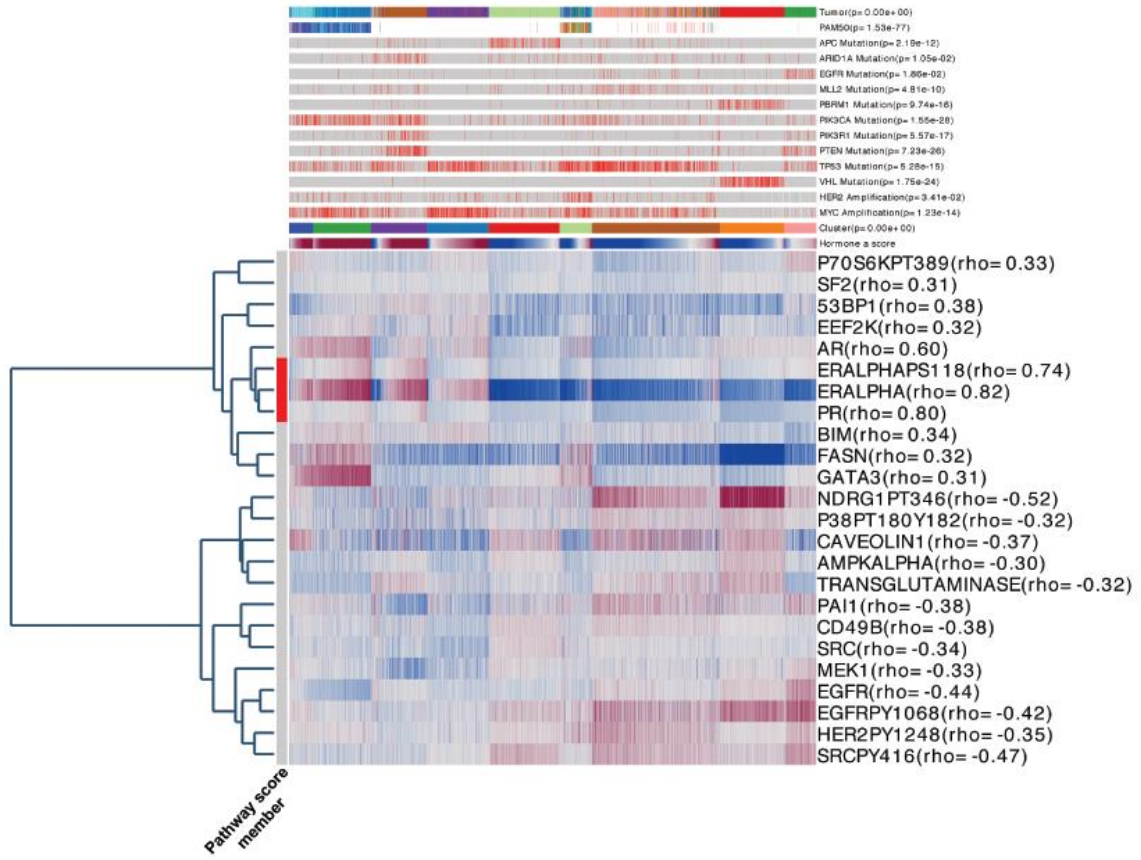 Tumor(p= 0.00e+00)
PAM50(p= 1.53e-77)
APC Mutation(p= 2.19e-12)
ARID1A Mutation(p= 1.05e-02)
EGFR Mutation(p= 1.86e-02)
MLL2 Mutation(p= 4.81e-10)
PBRM1 Mutation(p= 9.74e-16)
PIK3CA Mutation(p= 1.55e-28)
PIK3R1 Mutation(p= 5.57e-17)
PTEN Mutation(p= 7.23e-26)
TP53 Mutation(p= 5.28e-15)
VHL Mutation(p= 1.75e-24)
HER2 Amplification(p= 3.41e-02)
MYC Amplification(p= 1.23e-14)
Cluster(p= 0.00e+00)
Hormone a score
P70S6KPT389(rho= 0.33)
SF2(rho= 0.31)
53BP1(rho= 0.38)
EEF2K(rho= 0.32)
AR(rho= 0.60)
ERALPHAPS118(rho= 0.74)
ERALPHA(rho= 0.82)
PR(rho= 0.80)
BIM(rho= 0.34)
FASN(rho= 0.32)
GATA3(rho= 0.31)
NDRG1PT346(rho= -0.52)
P38PT180Y182(rho= -0.32)
CAVEOLIN1(rho= -0.37)
AMPKALPHA(rho= -0.30)
TRANSGLUTAMINASE(rho= -0.32)
PAI1(rho= -0.38)
CD49B(rho= -0.38)
SRC(rho= -0.34)
MEK1(rho= -0.33)
EGFR(rho= -0.44)
EGFRPY1068(rho= -0.42)
HER2PY1248(rho= -0.35)
SRCPY416(rho= -0.47)
Pathway score
member